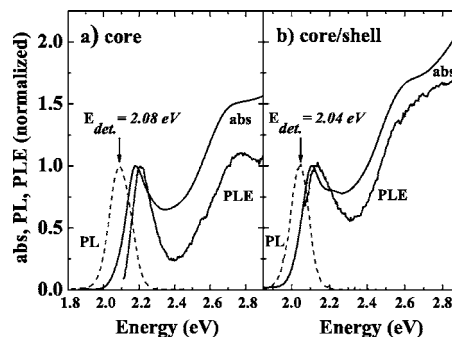 abs, PL, PLE (normalized)
2.0
1.5
1.0
0.5
0.0
a) core
E det. = 2.08 eV
abs
PLE
PL
1.8 2.0 2.2 2.4 2.6 2.8
Energy (eV)
b) core/shell
E det. = 2.04 eV
abs
PLE
PL
2.0 2.2 2.4 2.6 2.8
Energy (eV)